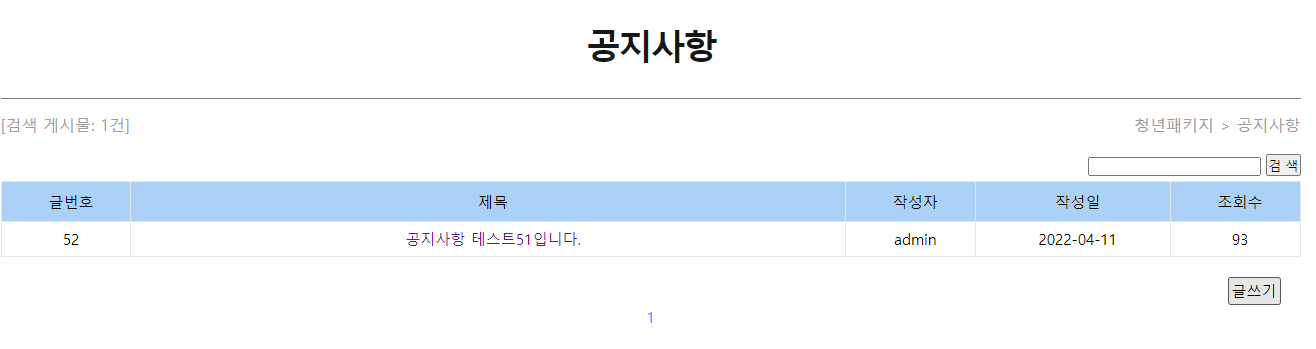 공지사항
[검색 게시물: 1건] 청년패키지 > 공지사항
검 색
글번호 제목 작성자 작성일 조회수
52 공지사항 테스트51입니다. admin 2022-04-11 93
글쓰기
1